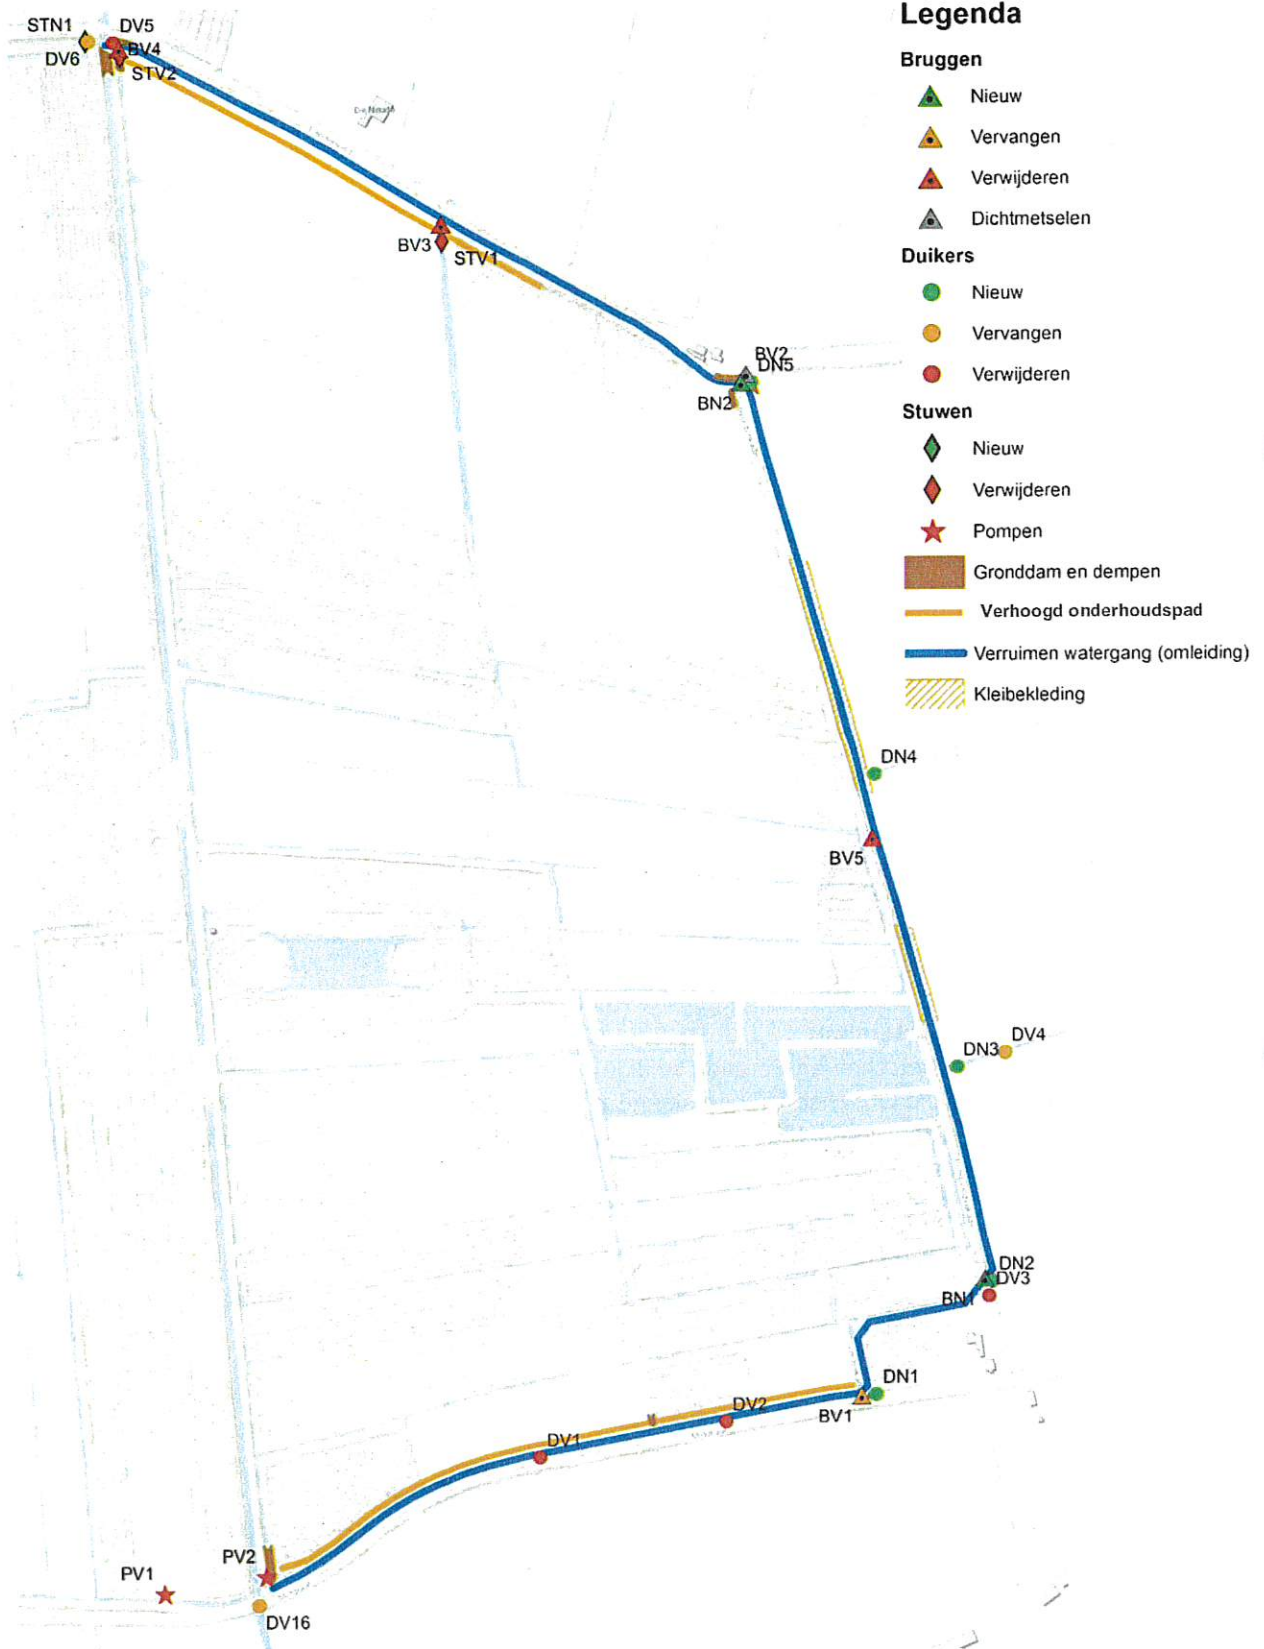 Legenda
Bruggen
Nieuw
Vervangen
Verwijderen
Dichtmetselen
Duikers
Nieuw
Vervangen
Verwijderen
Stuwen
Nieuw
Verwijderen
Pompen
Gronddam en dempen
Verhoogd onderhoudspad
Verruimen watergang (omleiding)
Kleibekleding
STN1
DV5
DV6
BV4
STV2
BV3
STV1
BV2
DN5
BN2
DN4
BV5
DN3
DV4
DN2
DV3
BN1
DN1
BV1
DV2
DV1
PV2
PV1
DV16